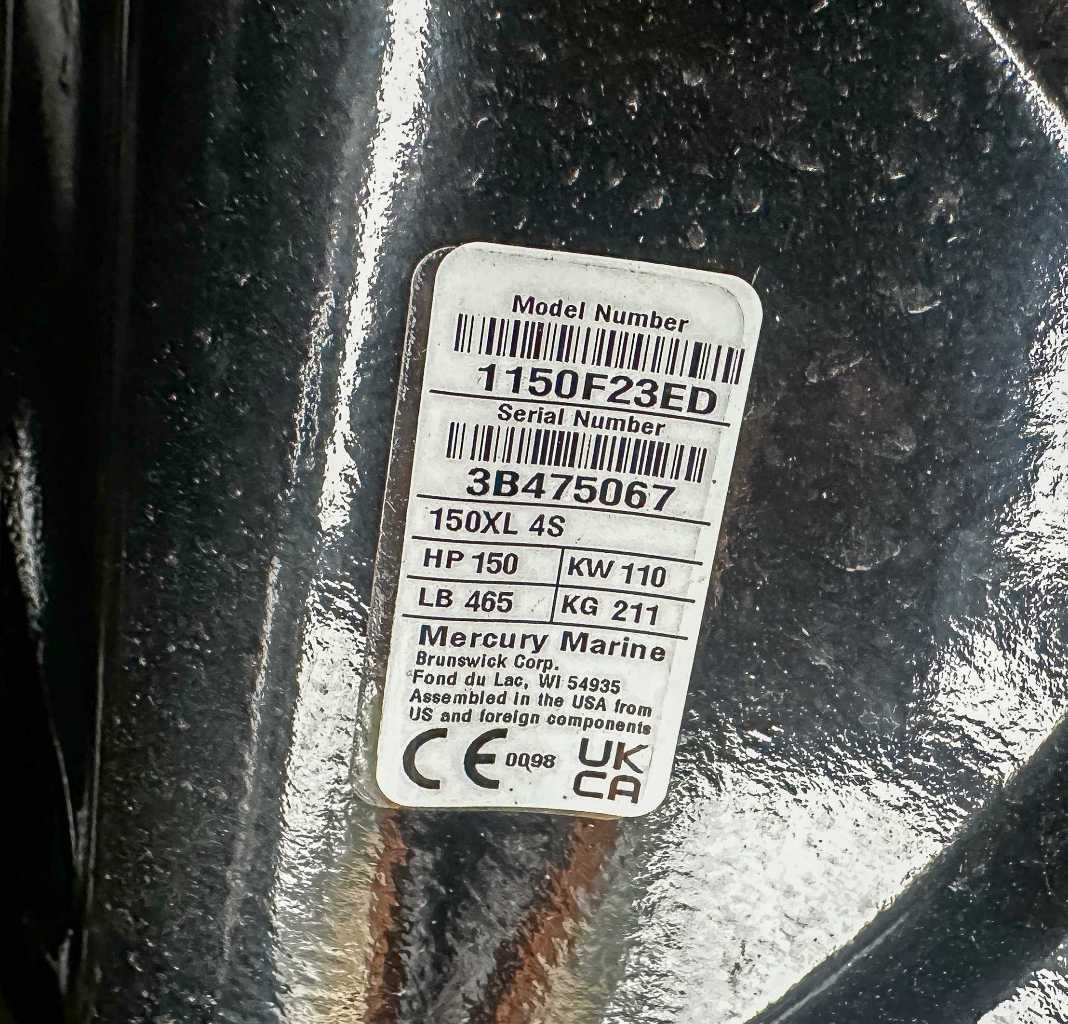 Model Number
1150F23ED
Serial Number
3B475067
150XL 4S
HP 150 KW 110
LB 465 KG 211
Mercury Marine
Brunswick Corp.
Fond du Lac, WI 54935
Assembled in the USA from
US and foreign components
CE 0098 UK
CA